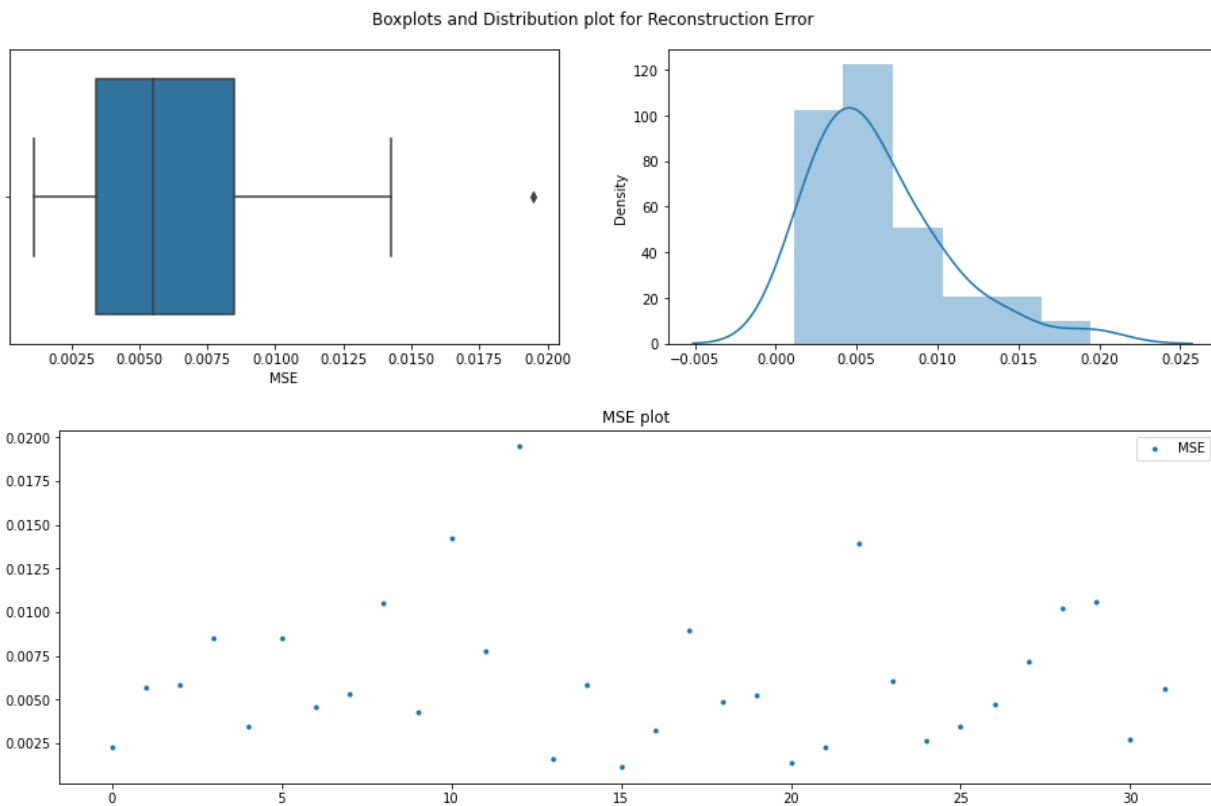 Boxplots and Distribution plot for Reconstruction Error
0.0025 0.0050 0.0075 0.0100 0.0125 0.0150 0.0175 0.0200
MSE
120
100
80
60
40
20
0
Density
−0.005 0.000 0.005 0.010 0.015 0.020 0.025
MSE plot
0.0200
0.0175
0.0150
0.0125
0.0100
0.0075
0.0050
0.0025
MSE
0 5 10 15 20 25 30